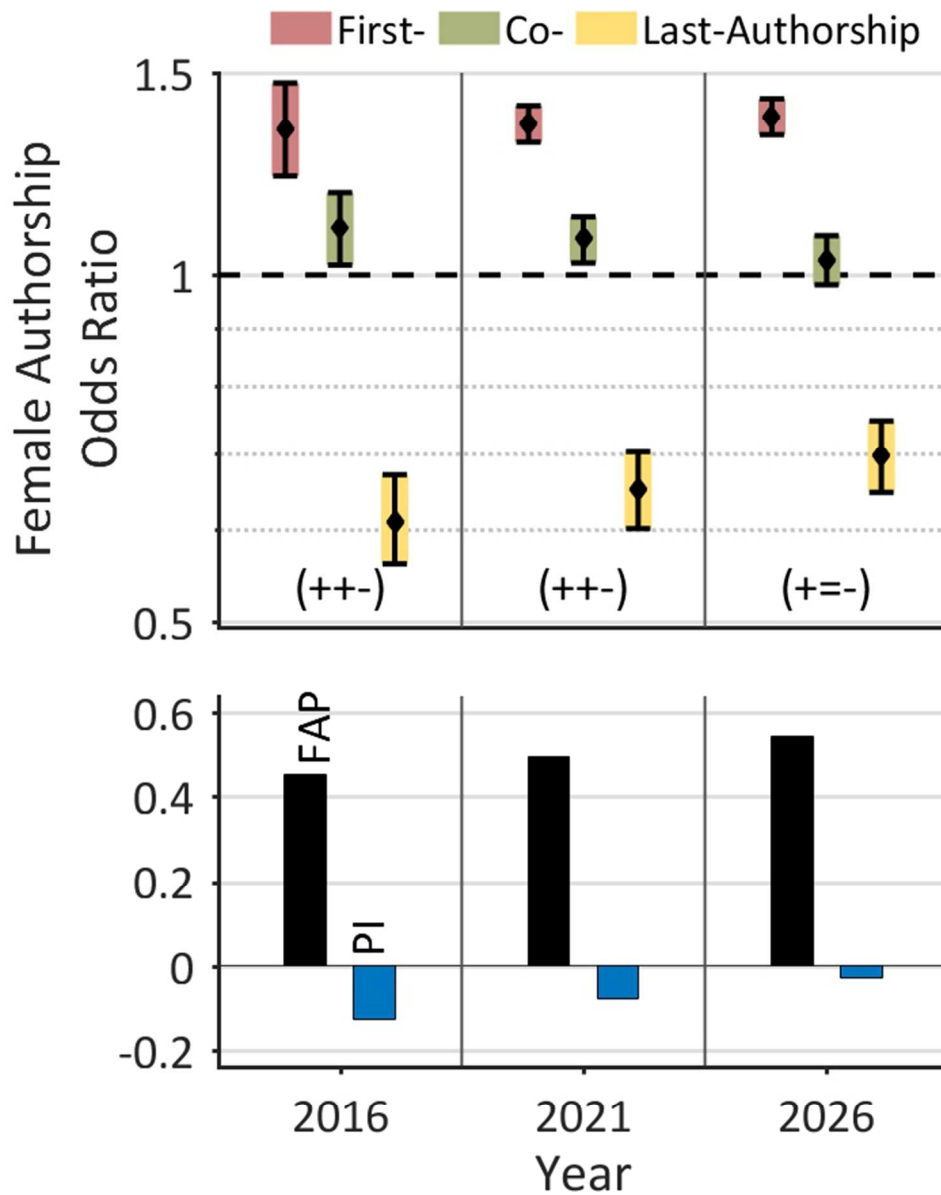 First- Co- Last-Authorship
Female Authorship
Odds Ratio
1.5
1
0.5
(++-) (++-) (+=-)
0.6
0.4
0.2
0
-0.2
FAP
PI
2016 2021 2026
Year